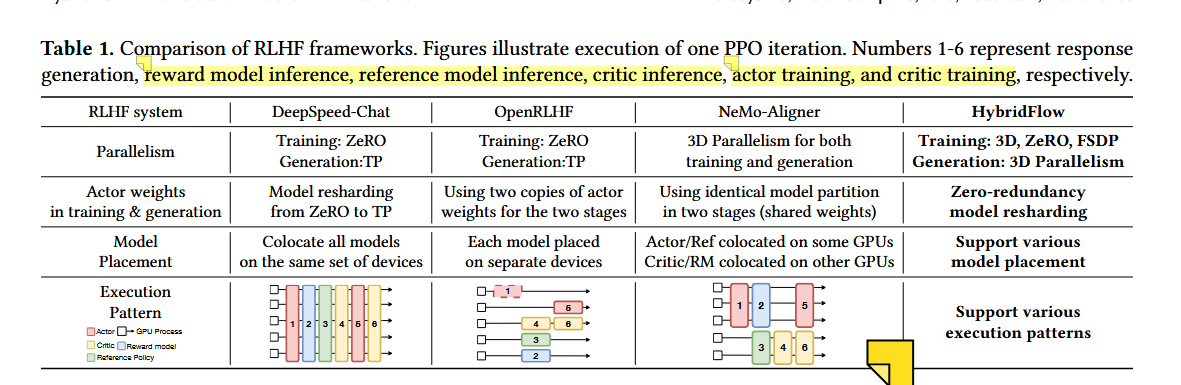 Table 1. Comparison of RLHF frameworks. Figures illustrate execution of one PPO iteration. Numbers 1-6 represent response
generation, reward model inference, reference model inference, critic inference, actor training, and critic training, respectively.
RLHF system DeepSpeed-Chat OpenRLHF NeMo-Aligner HybridFlow
Parallelism
Training: ZeRO
Generation:TP
Training: ZeRO
Generation:TP
3D Parallelism for both
training and generation
Training: 3D, ZeRO, FSDP
Generation: 3D Parallelism
Actor weights
in training & generation
Model resharding
from ZeRO to TP
Using two copies of actor
weights for the two stages
Using identical model partition
in two stages (shared weights)
Zero-redundancy
model resharding
Model
Placement
Colocate all models
on the same set of devices
Each model placed
on separate devices
Actor/Ref colocated on some GPUs
Critic/RM colocated on other GPUs
Support various
model placement
Execution
Pattern
Actor GPU Process
Critic Reward model
Reference Policy
1 2 3 4 5 6
1
5
4 6
3
2
1 2 5
3 4 6
Support various
execution patterns